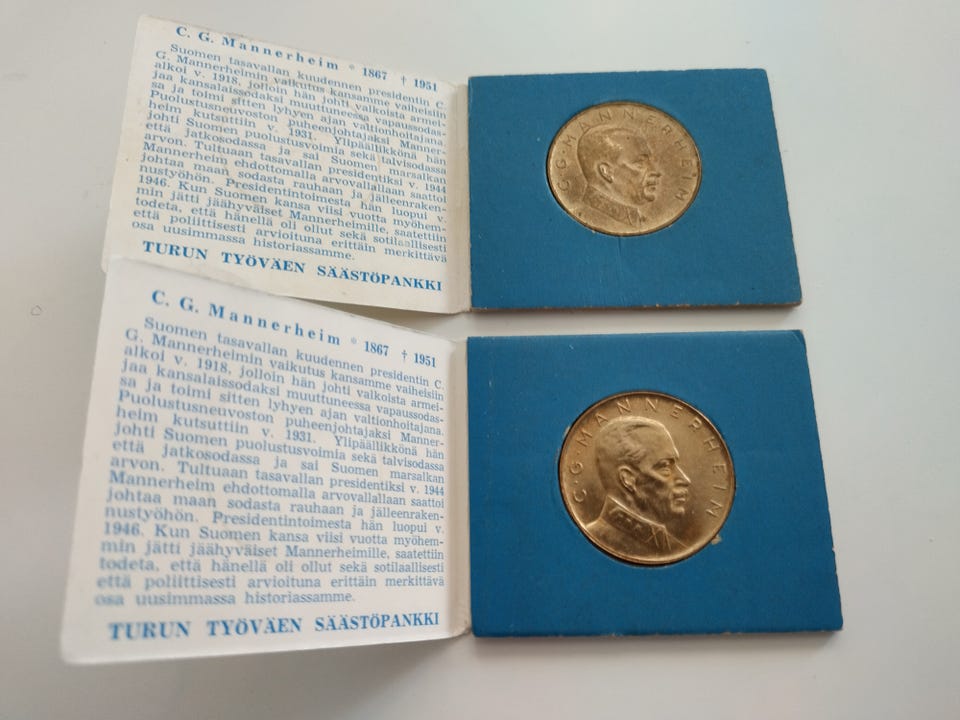 C. G. Mannerheim * 1867 † 1951
Suomen tasavallan kuudennen presidentin C.
G. Mannerheimin vaikutus kansamme vaiheisiin
alkoi v. 1918, jolloin hän johti valkoista armei-
jaa kansalaissodaksi muuttuneessa vapaussodas-
sa ja toimi sitten lyhyen ajan valtionhoitajana.
Puolustusneuvoston puheenjohtajaksi Manner-
heim kutsuttiin v. 1931. Ylipäällikkönä hän
johti Suomen puolustusvoimia sekä talvisodassa
että jatkosodassa ja sai Suomen marsalkan
arvon. Tultuaan tasavallan presidentiksi v. 1944
Mannerheim ehdottomalla arvovallallaan saattoi
johtaa maan sodasta rauhaan ja jälleenraken-
nustyöhön. Presidentintoimesta hän luopui v.
1946. Kun Suomen kansa viisi vuotta myöhem-
min jätti jäähyväiset Mannerheimille, saatettiin
todeta, että hänellä oli ollut sekä sotilaallisesti
että poliittisesti arvioituna erittäin merkittävä
osa uusimmassa historiassamme.
TURUN TYÖVÄEN SÄÄSTÖPANKKI
C · G · MANNERHEIM
C. G. Mannerheim * 1867 † 1951
Suomen tasavallan kuudennen presidentin C.
G. Mannerheimin vaikutus kansamme vaiheisiin
alkoi v. 1918, jolloin hän johti valkoista armei-
jaa kansalaissodaksi muuttuneessa vapaussodas-
sa ja toimi sitten lyhyen ajan valtionhoitajana.
Puolustusneuvoston puheenjohtajaksi Manner-
heim kutsuttiin v. 1931. Ylipäällikkönä hän
johti Suomen puolustusvoimia sekä talvisodassa
että jatkosodassa ja sai Suomen marsalkan
arvon. Tultuaan tasavallan presidentiksi v. 1944
Mannerheim ehdottomalla arvovallallaan saattoi
johtaa maan sodasta rauhaan ja jälleenraken-
nustyöhön. Presidentintoimesta hän luopui v.
1946. Kun Suomen kansa viisi vuotta myöhem-
min jätti jäähyväiset Mannerheimille, saatettiin
todeta, että hänellä oli ollut sekä sotilaallisesti
että poliittisesti arvioituna erittäin merkittävä
osa uusimmassa historiassamme.
TURUN TYÖVÄEN SÄÄSTÖPANKKI
C · G · MANNERHEIM